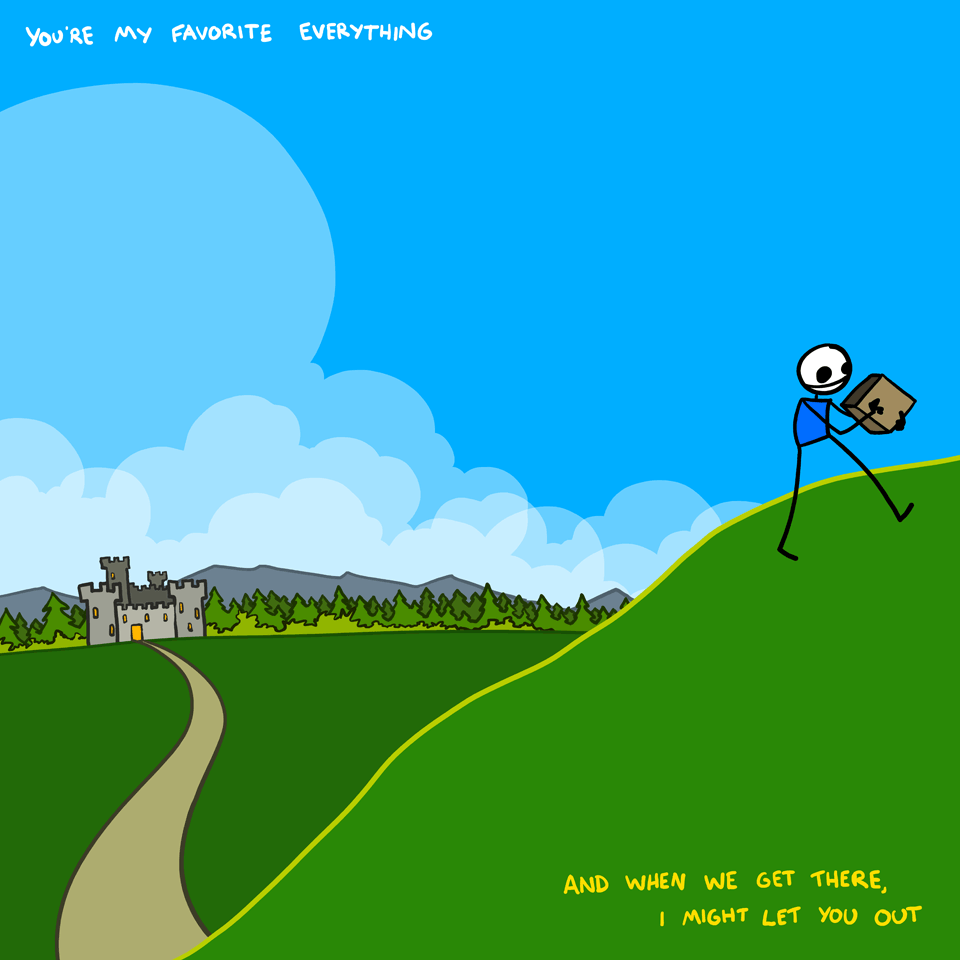 YOU'RE MY FAVORITE EVERYTHING
AND WHEN WE GET THERE,
I MIGHT LET YOU OUT